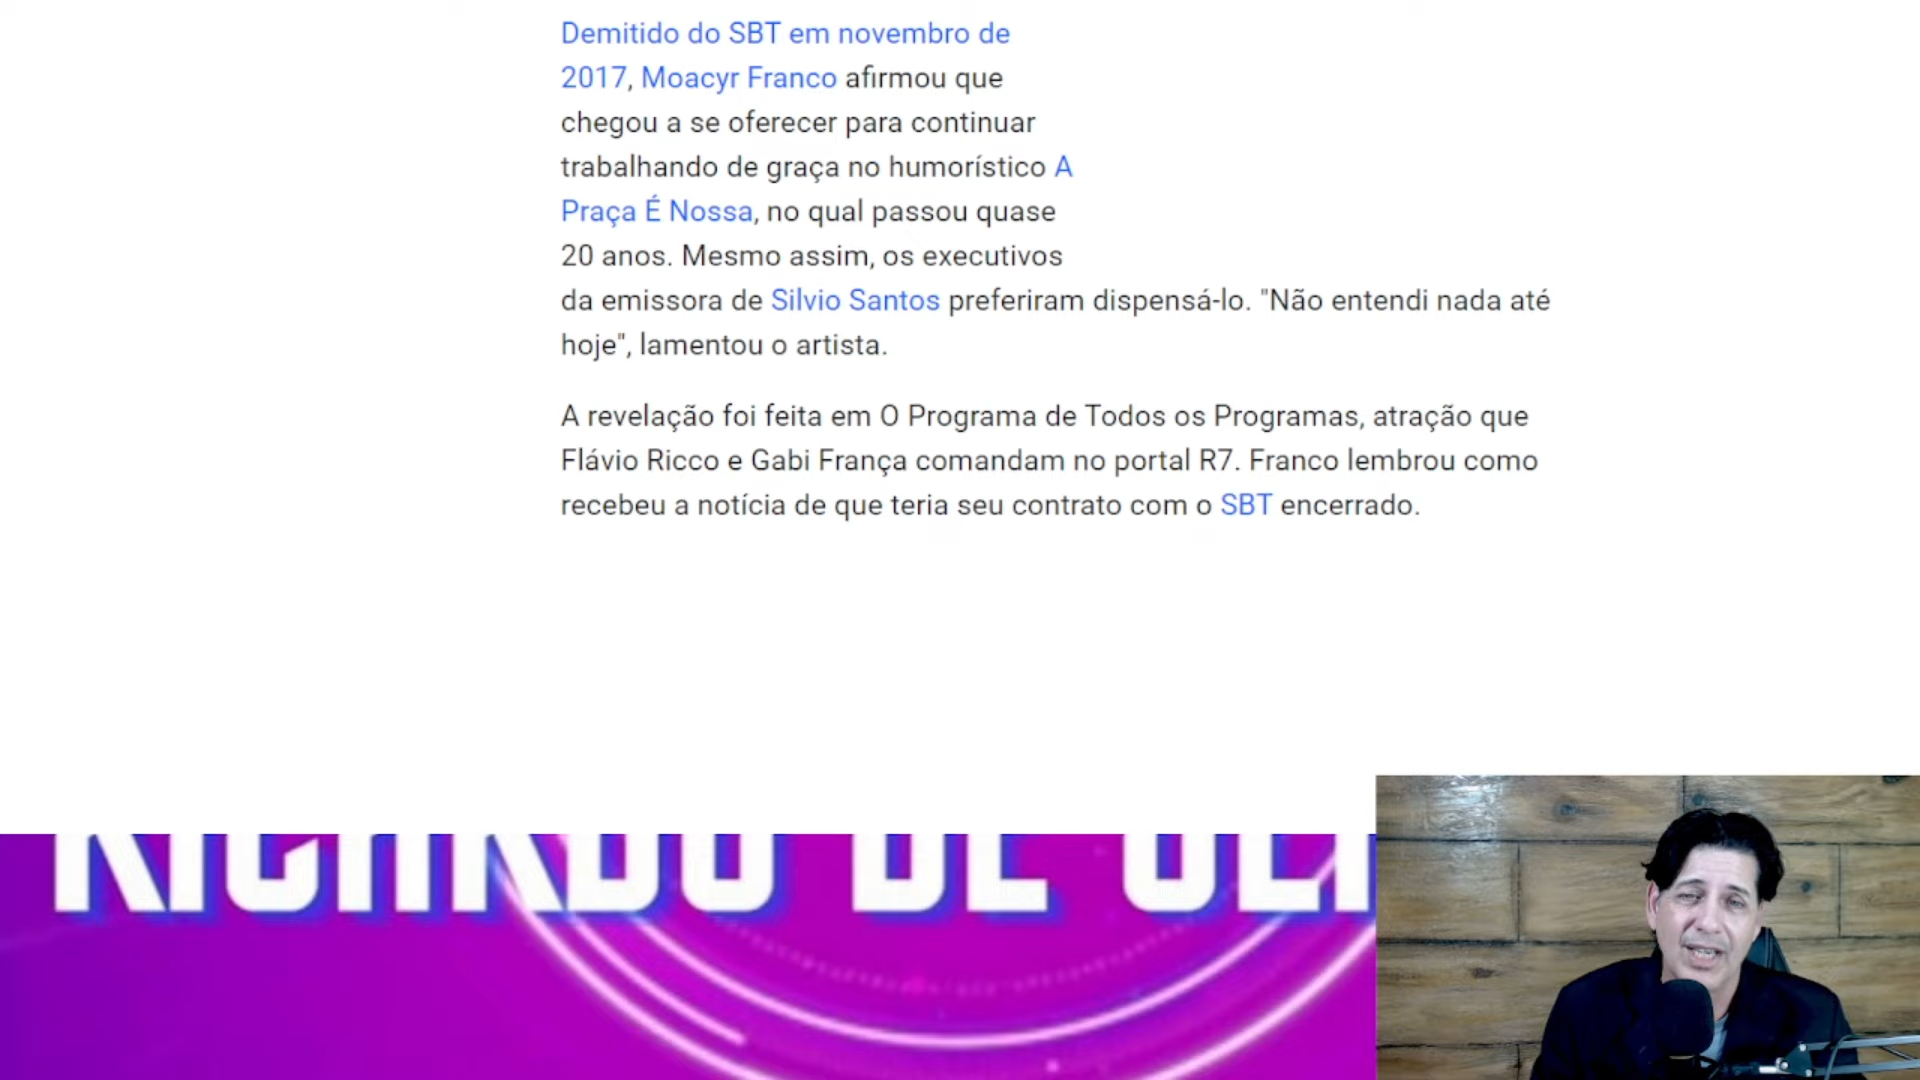 Demitido do SBT em novembro de
2017, Moacyr Franco afirmou que
chegou a se oferecer para continuar
trabalhando de graça no humorístico A
Praça É Nossa, no qual passou quase
20 anos. Mesmo assim, os executivos
da emissora de Silvio Santos preferiram dispensá-lo. "Não entendi nada até
hoje", lamentou o artista.
A revelação foi feita em O Programa de Todos os Programas, atração que
Flávio Ricco e Gabi França comandam no portal R7. Franco lembrou como
recebeu a notícia de que teria seu contrato com o SBT encerrado.
RICARDO DE